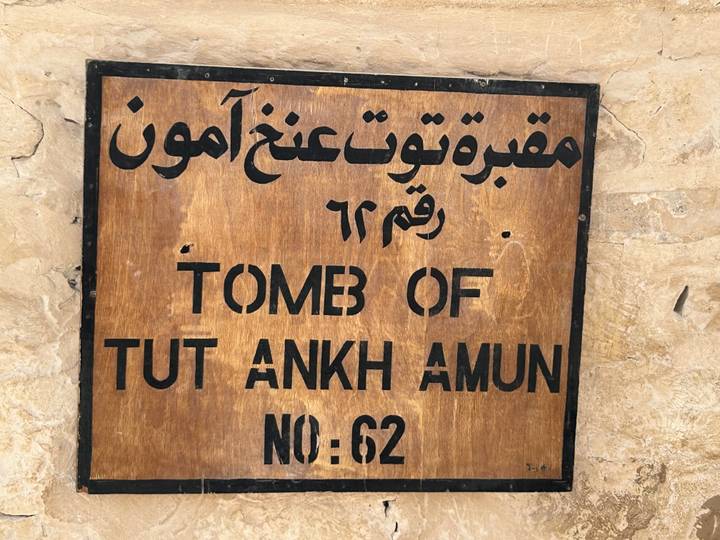 مقبرة توت عنخ آمون
رقم ٦٢
TOMB OF
TUT ANKH AMUN
NO: 62